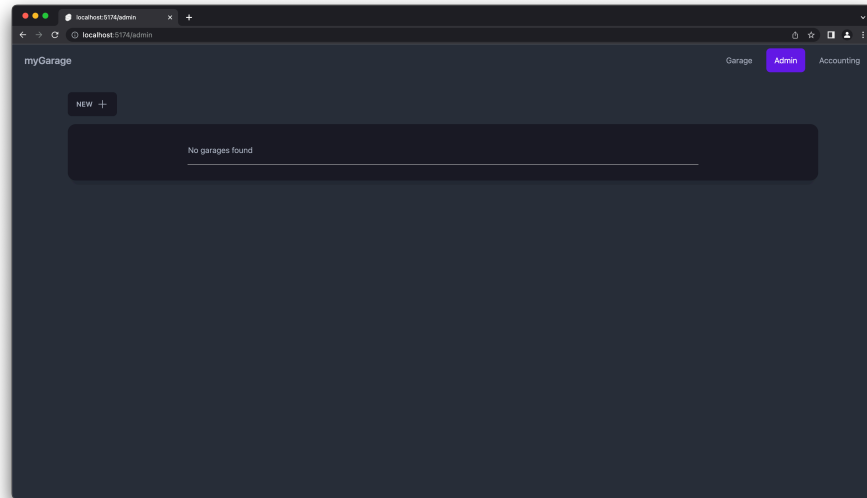 localhost:5174/admin
localhost:5174/admin
myGarage
Garage
Admin
Accounting
NEW
No garages found